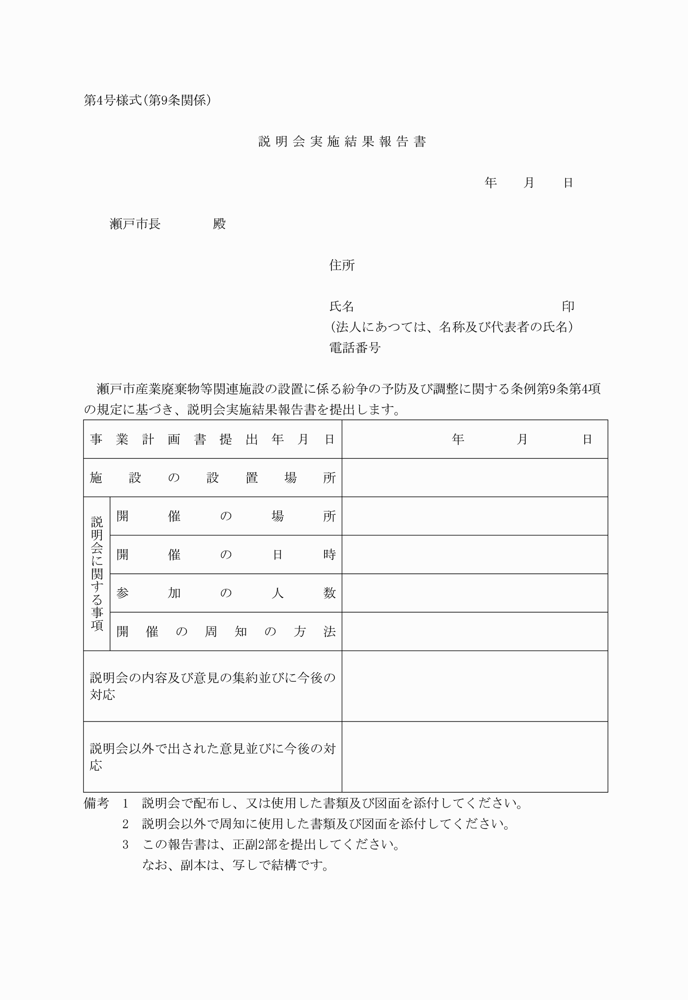 第4号様式(第9条関係)
説明会実施結果報告書
年　月　日
瀬戸市長　　　　殿
住所
氏名　　　　　　　　　　　　　　　　印
(法人にあつては、名称及び代表者の氏名)
電話番号
瀬戸市産業廃棄物等関連施設の設置に係る紛争の予防及び調整に関する条例第9条第4項
の規定に基づき、説明会実施結果報告書を提出します。
事業計画書提出年月日　年　月　日
施設の設置場所
説明会に関する事項
開催の場所
開催の日時
参加の人数
開催の周知の方法
説明会の内容及び意見の集約並びに今後の
対応
説明会以外で出された意見並びに今後の対
応
備考　1　説明会で配布し、又は使用した書類及び図面を添付してください。
2　説明会以外で周知に使用した書類及び図面を添付してください。
3　この報告書は、正副2部を提出してください。
なお、副本は、写しで結構です。